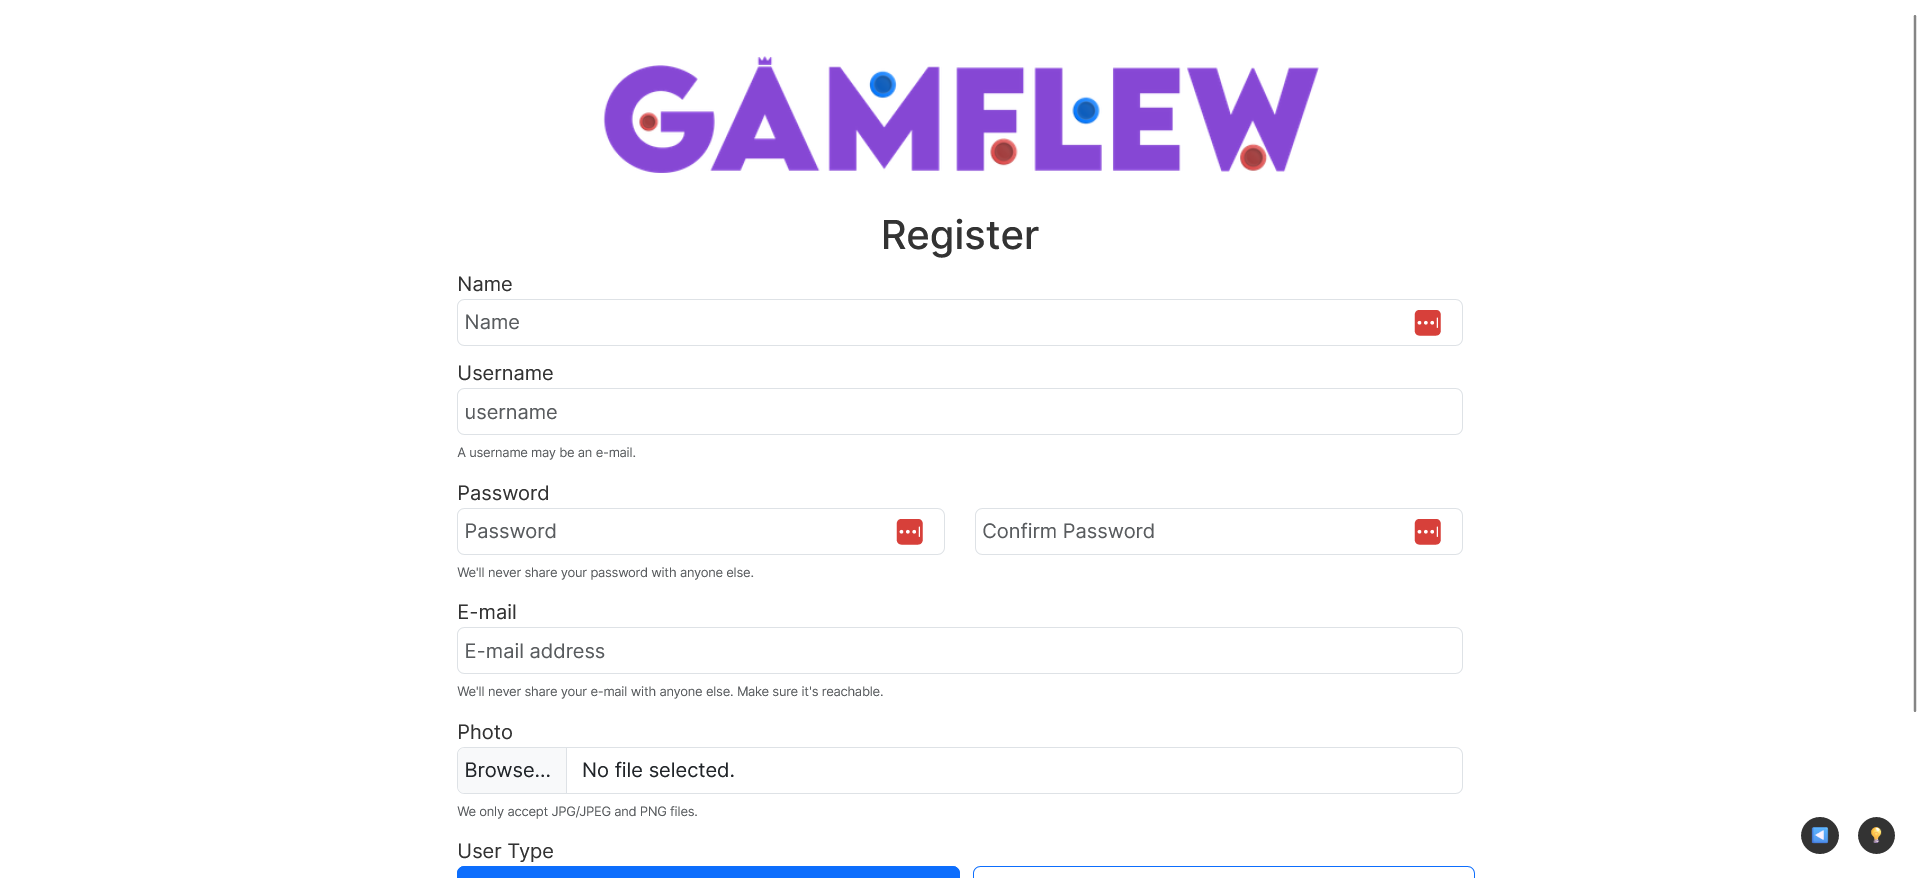 GAMFLEW
Register
Name
Name
Username
username
A username may be an e-mail.
Password
Password
Confirm Password
We'll never share your password with anyone else.
E-mail
E-mail address
We'll never share your e-mail with anyone else. Make sure it's reachable.
Photo
Browse... No file selected.
We only accept JPG/JPEG and PNG files.
User Type